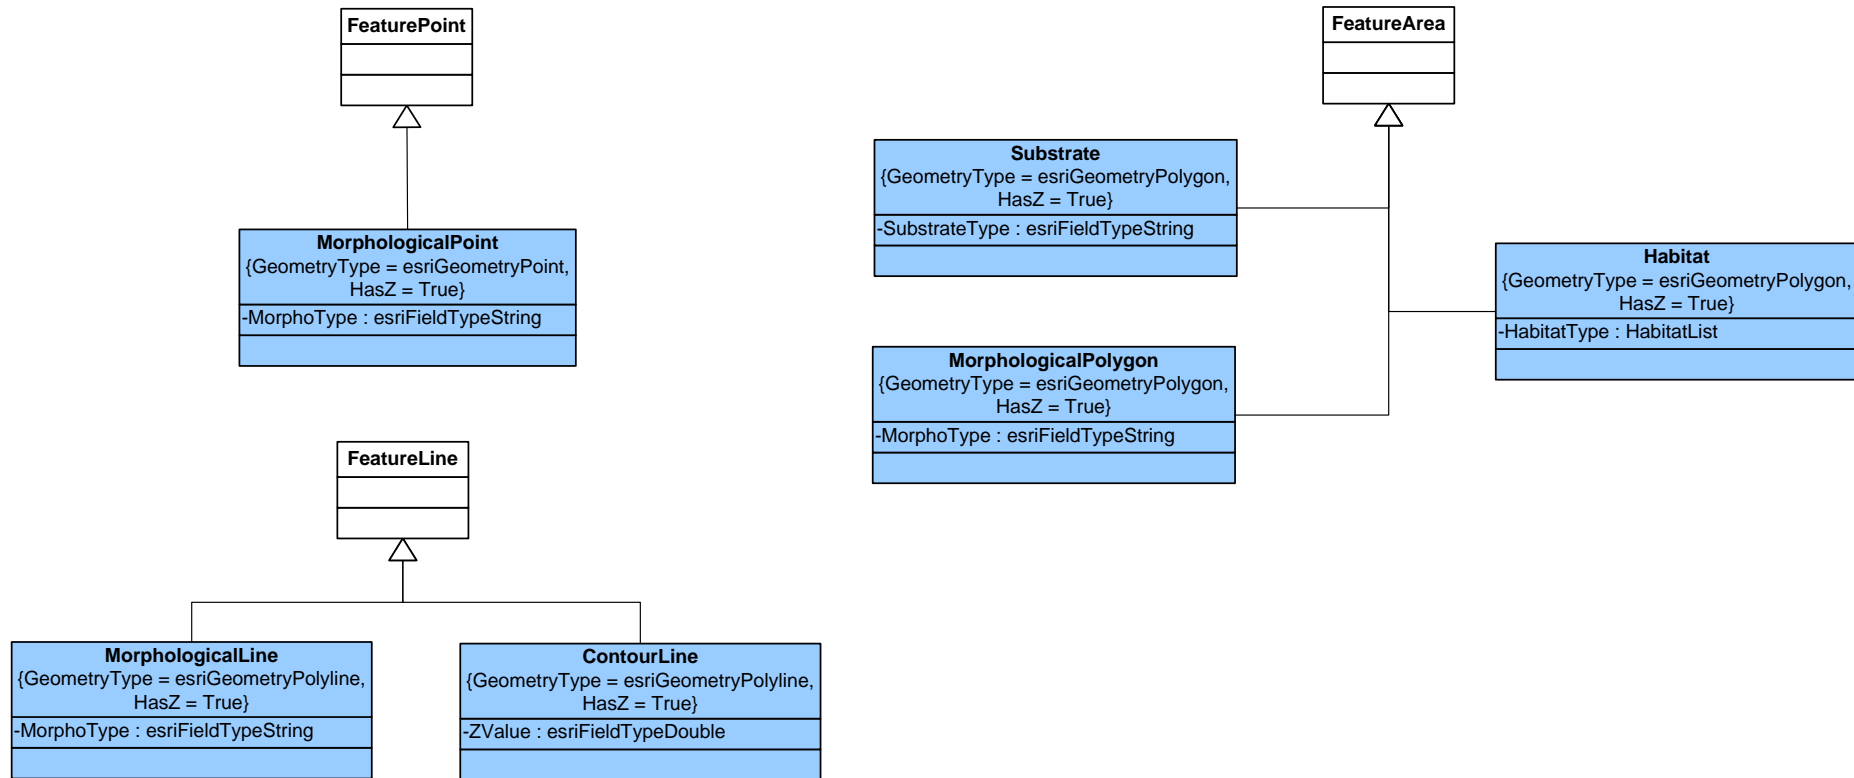 FeaturePoint
MorphologicalPoint
{GeometryType = esriGeometryPoint,
HasZ = True}
-MorphoType : esriFieldTypeString
FeatureArea
Substrate
{GeometryType = esriGeometryPolygon,
HasZ = True}
-SubstrateType : esriFieldTypeString
Habitat
{GeometryType = esriGeometryPolygon,
HasZ = True}
-HabitatType : HabitatList
MorphologicalPolygon
{GeometryType = esriGeometryPolygon,
HasZ = True}
-MorphoType : esriFieldTypeString
FeatureLine
MorphologicalLine
{GeometryType = esriGeometryPolyline,
HasZ = True}
-MorphoType : esriFieldTypeString
ContourLine
{GeometryType = esriGeometryPolyline,
HasZ = True}
-ZValue : esriFieldTypeDouble